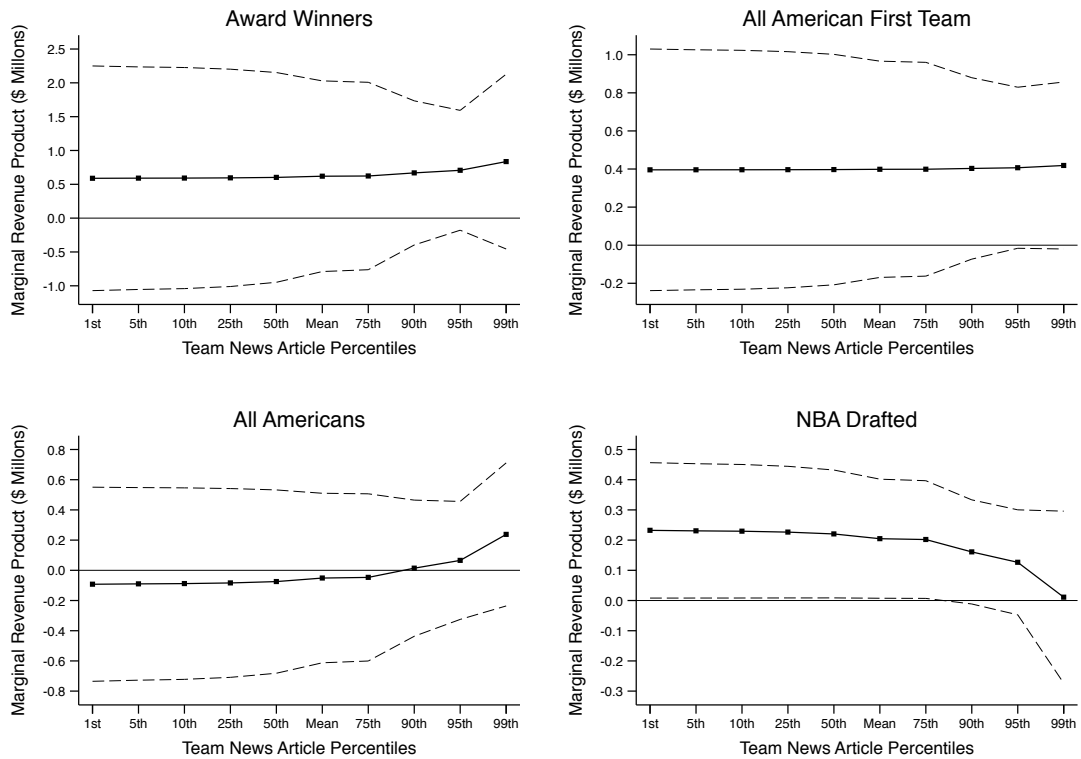 Award Winners
Marginal Revenue Product ($ Millons)
2.5
2.0
1.5
1.0
0.5
0.0
-0.5
-1.0
1st 5th 10th 25th 50th Mean 75th 90th 95th 99th
Team News Article Percentiles
All American First Team
Marginal Revenue Product ($ Millons)
1.0
0.8
0.6
0.4
0.2
0.0
-0.2
1st 5th 10th 25th 50th Mean 75th 90th 95th 99th
Team News Article Percentiles
All Americans
Marginal Revenue Product ($ Millons)
0.8
0.6
0.4
0.2
0.0
-0.2
-0.4
-0.6
-0.8
1st 5th 10th 25th 50th Mean 75th 90th 95th 99th
Team News Article Percentiles
NBA Drafted
Marginal Revenue Product ($ Millons)
0.5
0.4
0.3
0.2
0.1
0.0
-0.1
-0.2
-0.3
1st 5th 10th 25th 50th Mean 75th 90th 95th 99th
Team News Article Percentiles